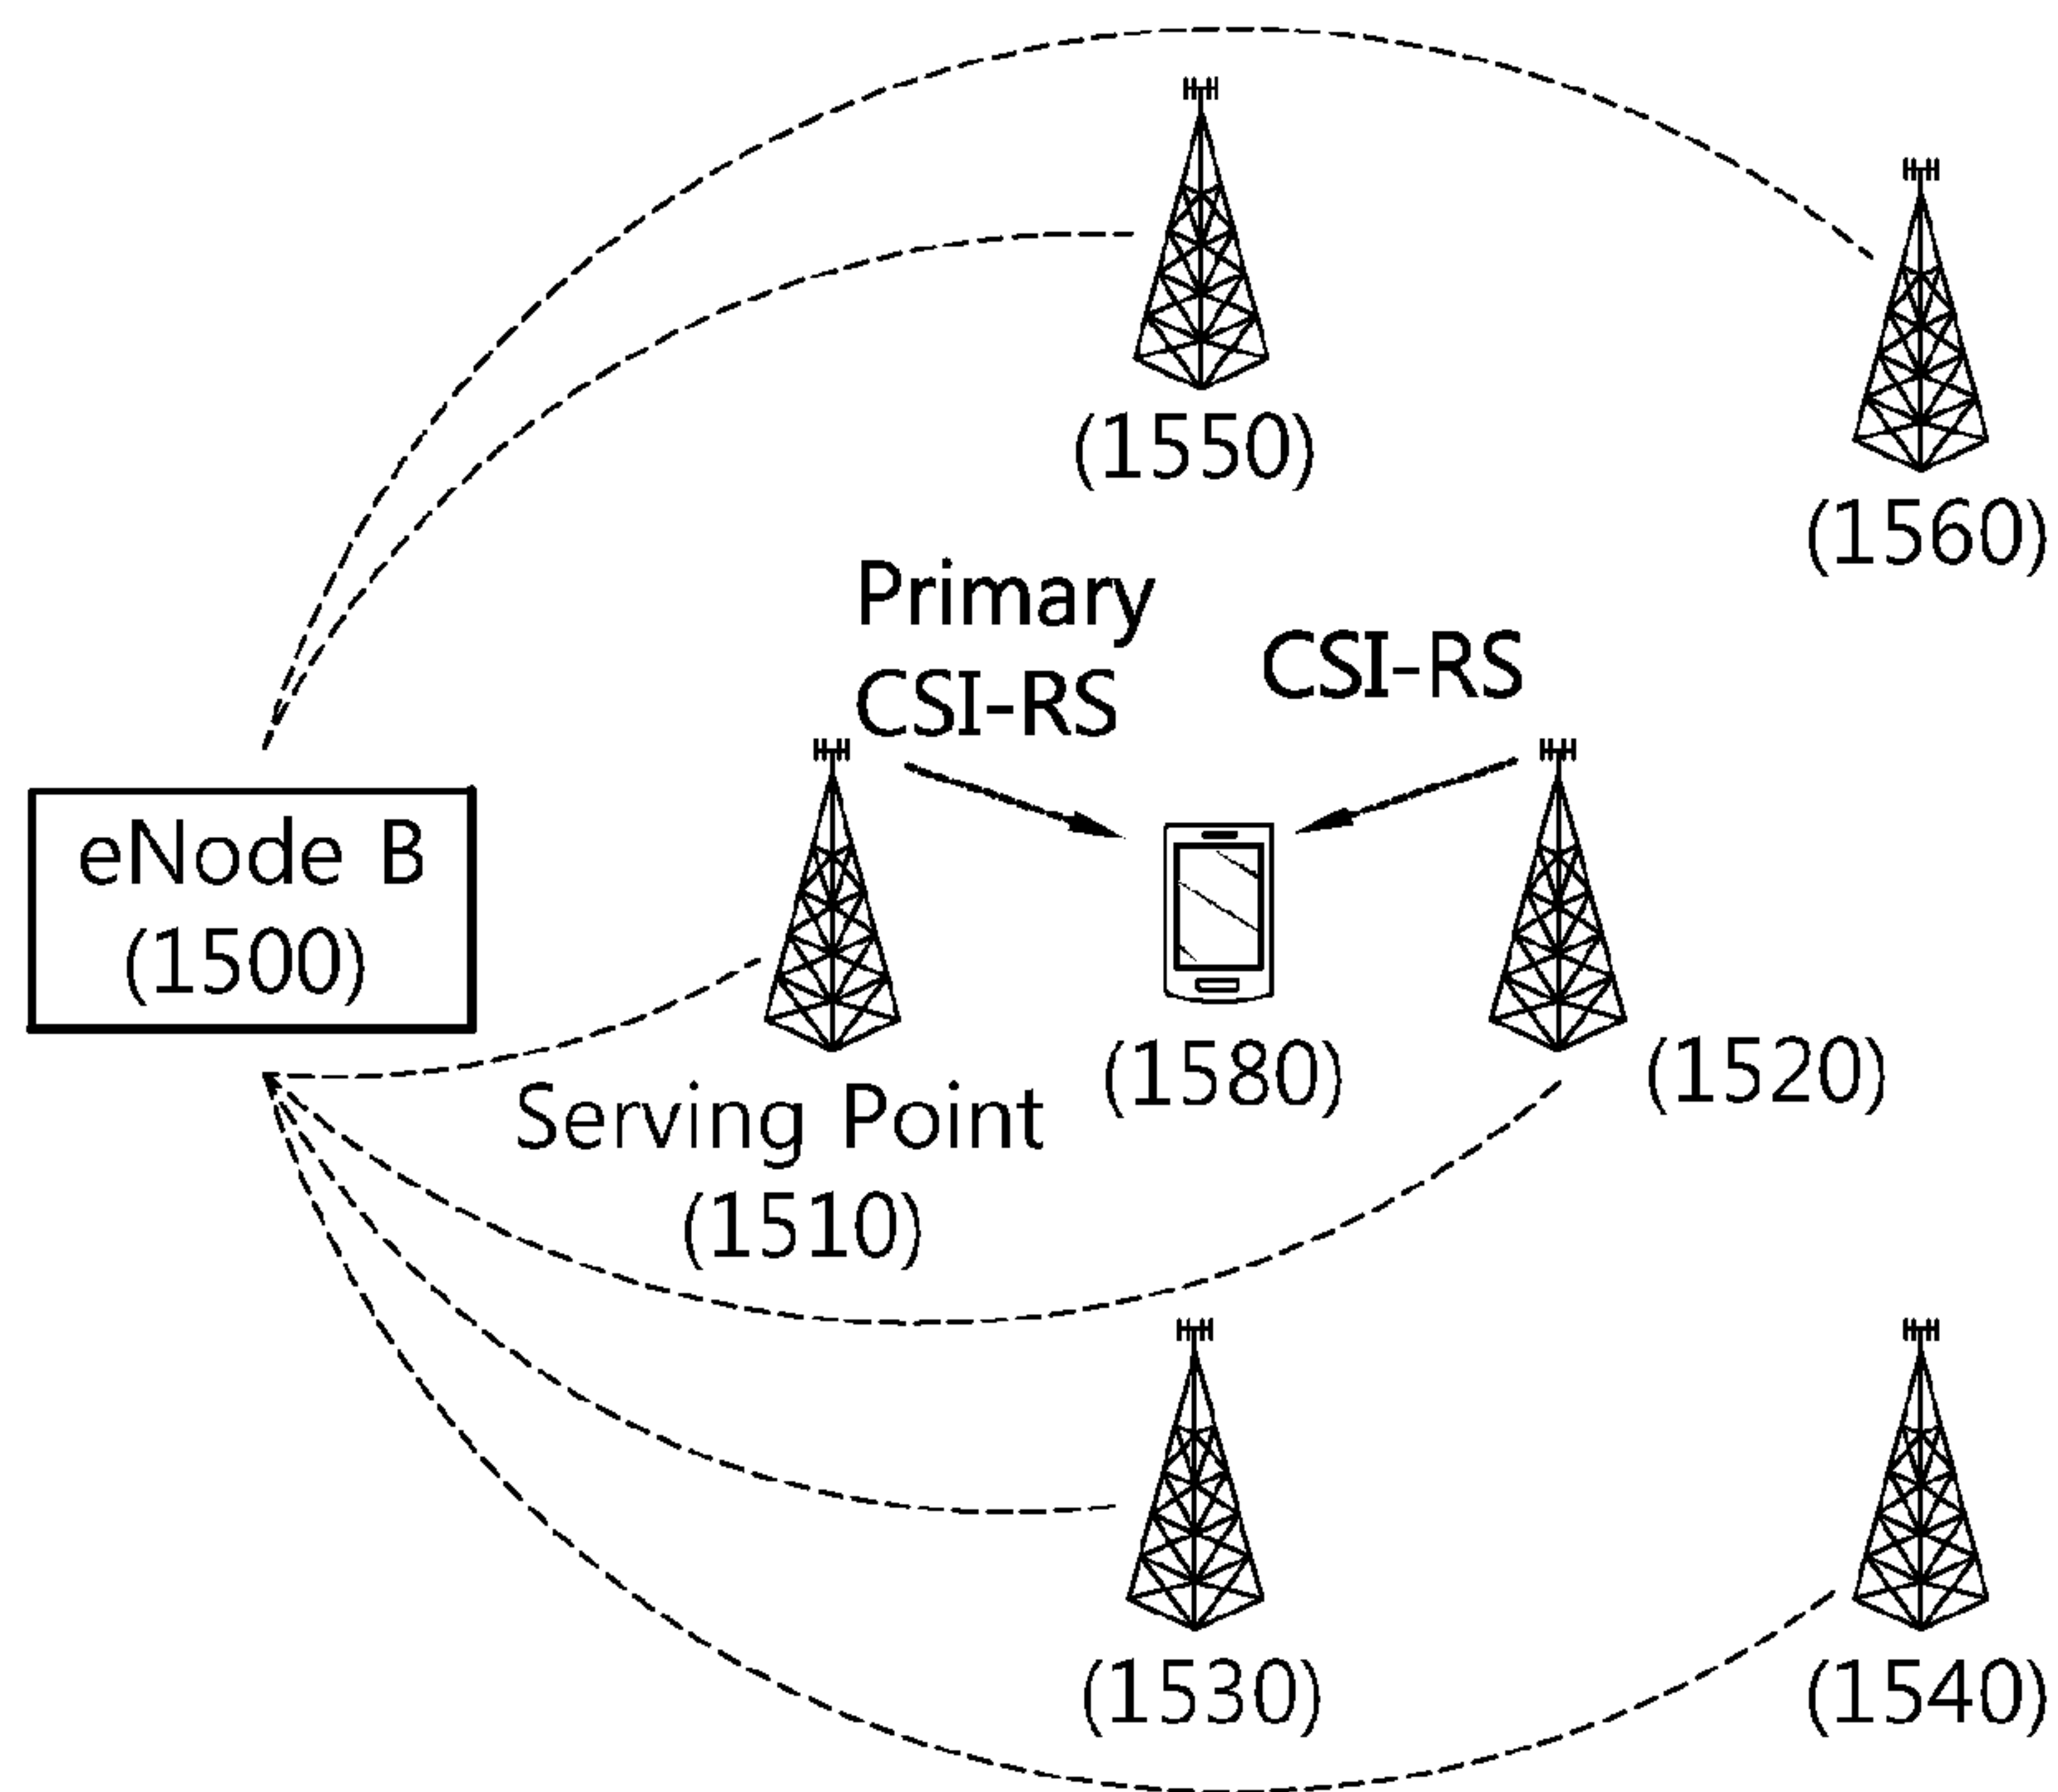 (1550)
(1560)
Primary
CSI-RS
CSI-RS
eNode B
(1500)
Serving Point
(1510)
(1580)
(1520)
(1530)
(1540)